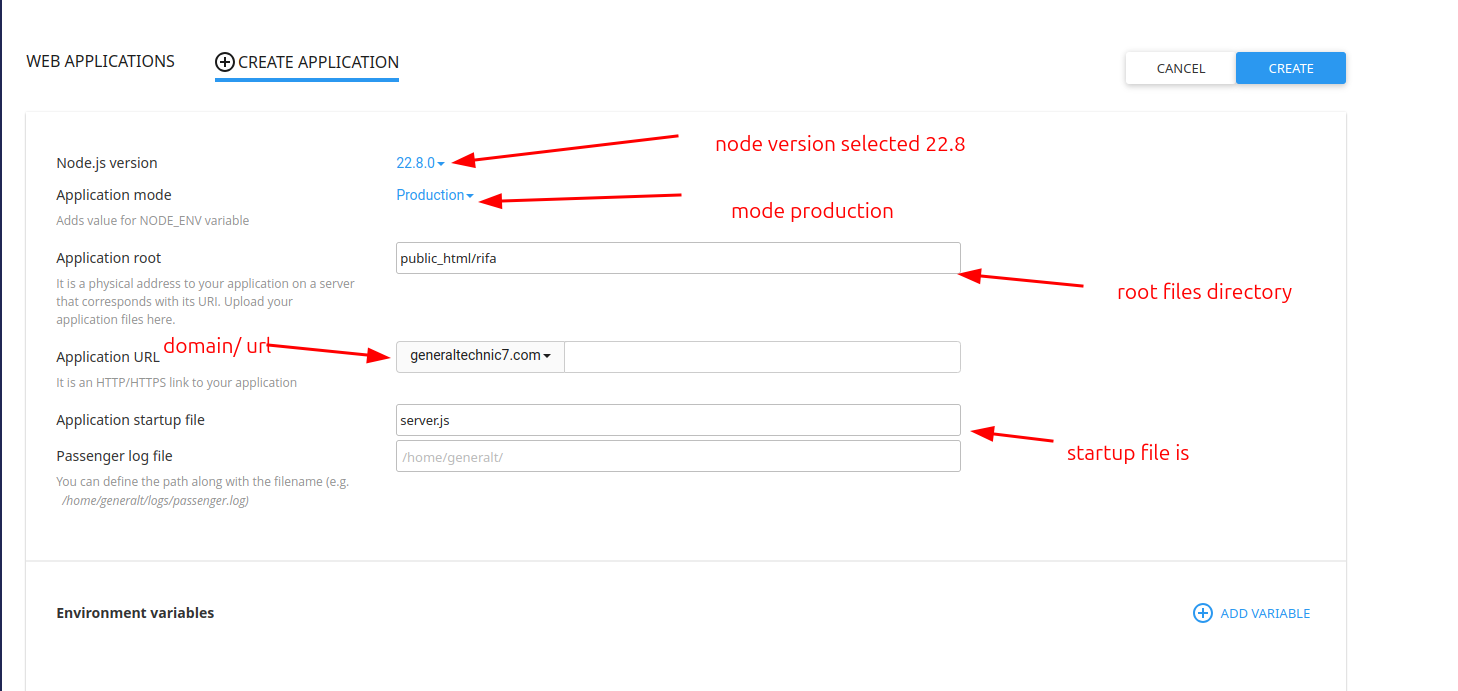 WEB APPLICATIONS
CREATE APPLICATION
CANCEL
CREATE
Node.js version
22.8.0
node version selected 22.8
Application mode
Production
mode production
Adds value for NODE_ENV variable
Application root
public_html/rifa
It is a physical address to your application on a server
that corresponds with its URI. Upload your
application files here.
root files directory
domain/ url
Application URL
generaltechnic7.com
It is an HTTP/HTTPS link to your application
Application startup file
server.js
startup file is
Passenger log file
/home/generalt/
You can define the path along with the filename (e.g.
/home/generalt/logs/passenger.log)
Environment variables
ADD VARIABLE